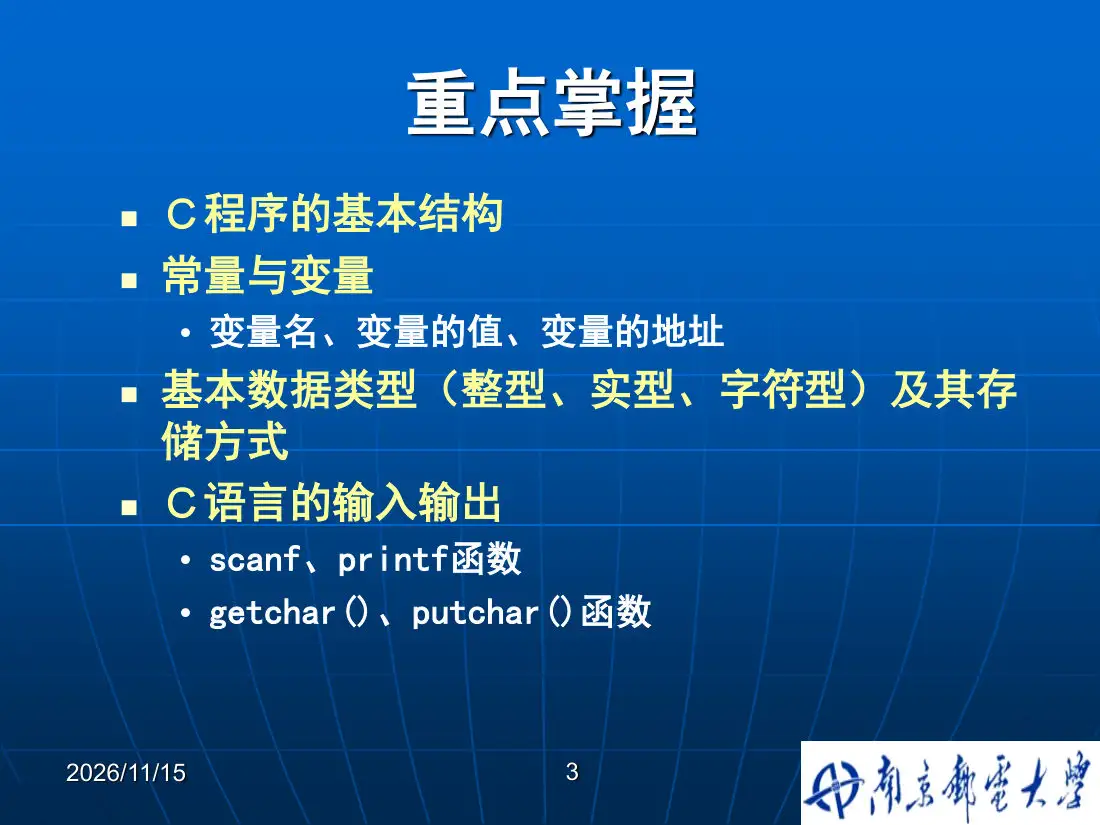 重点掌握
■ C程序的基本结构
■ 常量与变量
• 变量名、变量的值、变量的地址
■ 基本数据类型（整型、实型、字符型）及其存
储方式
■ C语言的输入输出
• scanf、printf函数
• getchar()、putchar()函数
2026/11/15
3
南京邮电大学